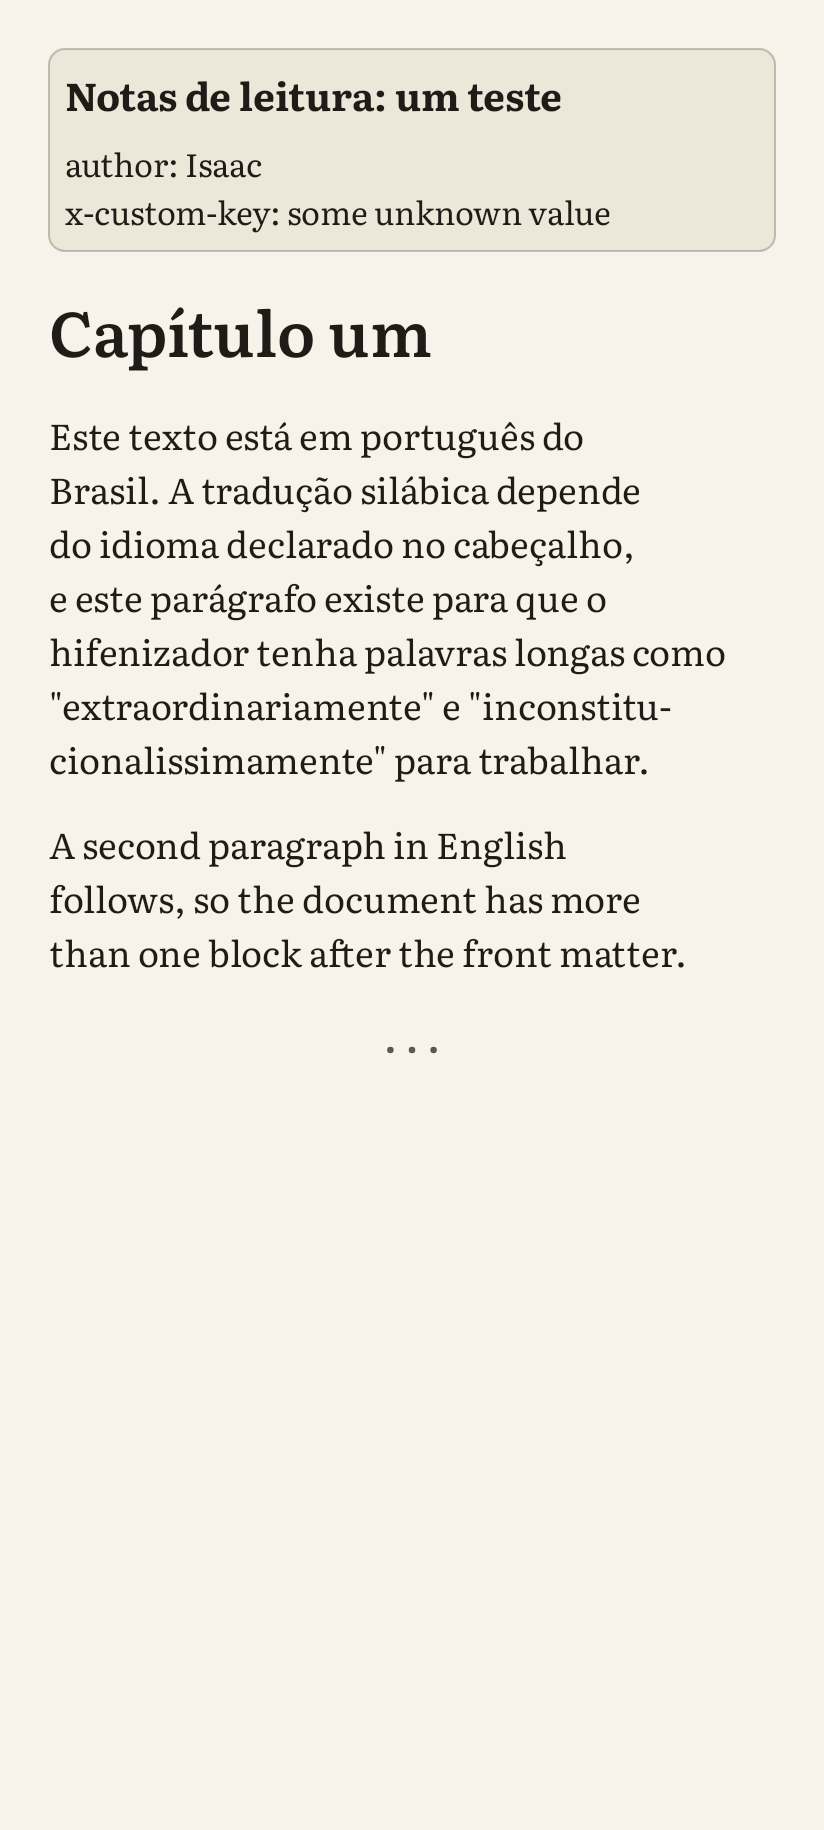 Notas de leitura: um teste
author: Isaac
x-custom-key: some unknown value
Capítulo um
Este texto está em português do
Brasil. A tradução silábica depende
do idioma declarado no cabeçalho,
e este parágrafo existe para que o
hifenizador tenha palavras longas como
"extraordinariamente" e "inconstitu-
cionalissimamente" para trabalhar.
A second paragraph in English
follows, so the document has more
than one block after the front matter.
• • •